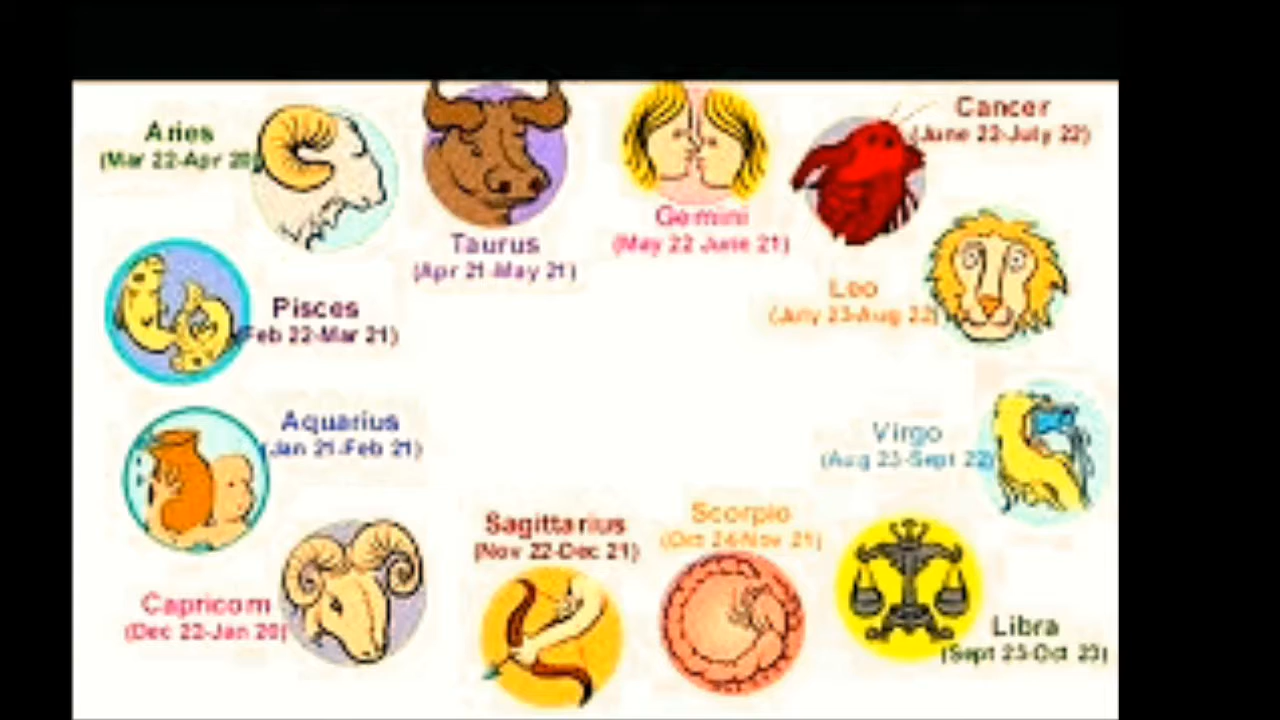 Aries
(Mar 22-Apr 20)
Taurus
(Apr 21-May 21)
Gemini
(May 22 June 21)
Cancer
(June 22-July 22)
Leo
(July 23-Aug 22)
Virgo
(Aug 23-Sept 22)
Libra
(Sept 23-Oct 23)
Scorpio
(Oct 24-Nov 21)
Sagittarius
(Nov 22-Dec 21)
Capricorn
(Dec 22-Jan 20)
Aquarius
(Jan 21-Feb 21)
Pisces
(Feb 22-Mar 21)